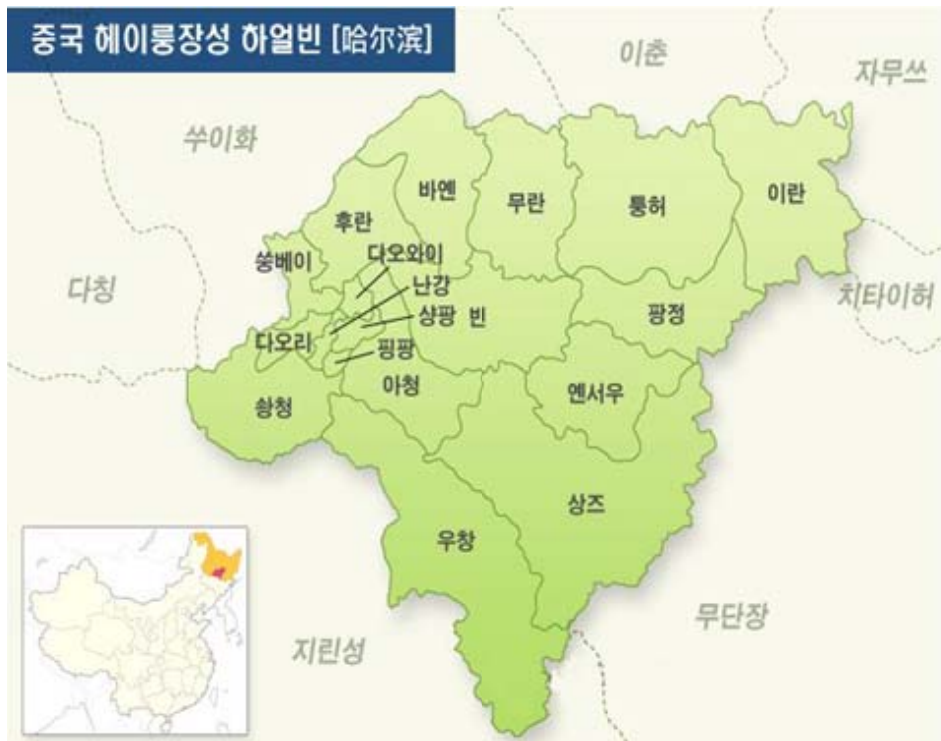 중국 헤이룽장성 하얼빈 [哈尔滨]
이춘
자무쓰
쑤이화
바옌
무란
퉁허
이란
후란
쑹베이
다오와이
다칭
난강
치타이허
샹팡
빈
팡정
다오리
핑팡
아청
옌서우
솽청
상즈
우창
무단장
지린성